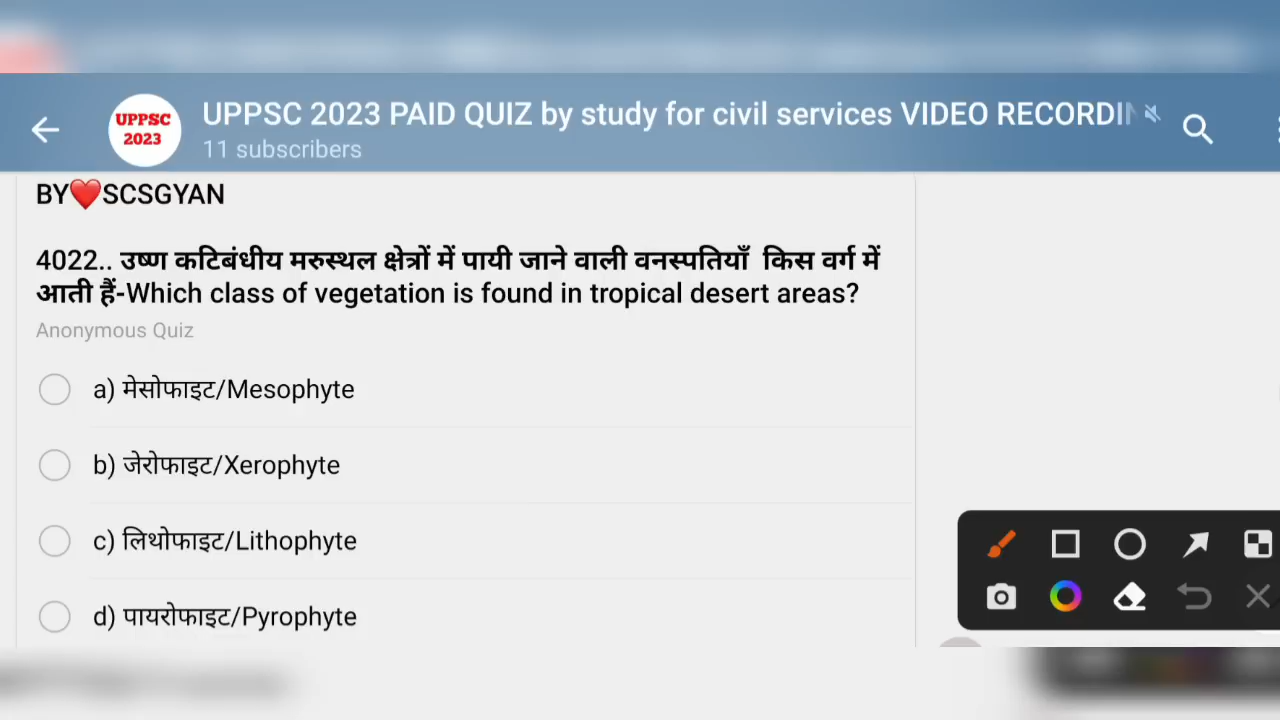 UPPSC
2023
UPPSC 2023 PAID QUIZ by study for civil services VIDEO RECORDIN
11 subscribers
BY❤️SCSGYAN
4022.. उष्ण कटिबंधीय मरुस्थल क्षेत्रों में पायी जाने वाली वनस्पतियाँ किस वर्ग में
आती हैं-Which class of vegetation is found in tropical desert areas?
Anonymous Quiz
a) मेसोफाइट/Mesophyte
b) जेरोफाइट/Xerophyte
c) लिथोफाइट/Lithophyte
d) पायरोफाइट/Pyrophyte